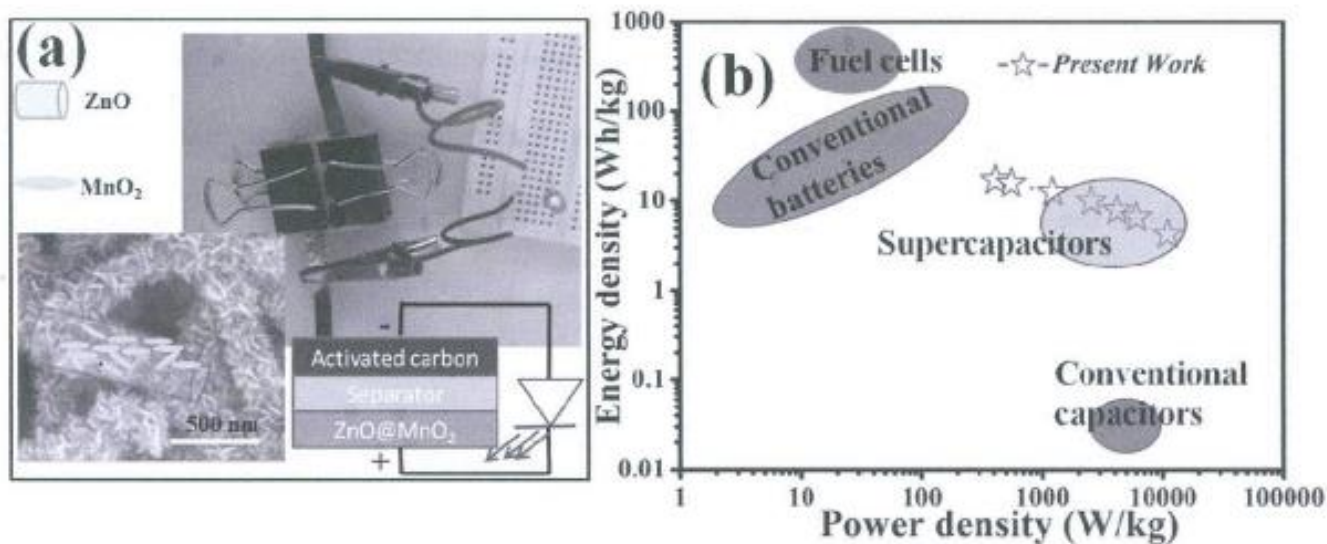 (a)
ZnO
MnO₂
500 nm
-
Activated carbon
Separator
ZnO@MnO₂
+
(b)
Energy density (Wh/kg)
1000
100
10
1
0.1
0.01
Fuel cells
Present Work
Conventional
batteries
Supercapacitors
Conventional
capacitors
1
10
100
1000
10000
100000
Power density (W/kg)